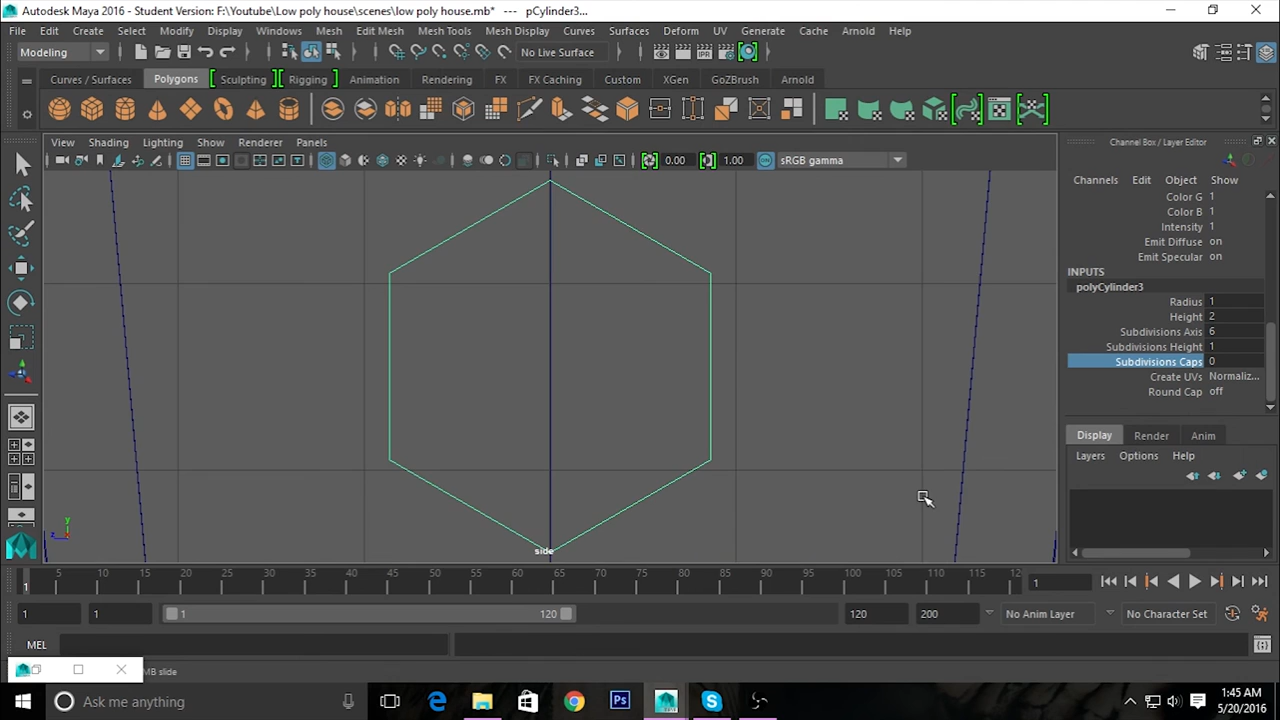 Autodesk Maya 2016 - Student Version: F:\Youtube\Low poly house\scenes\low poly house.mb* --- pCylinder3...
File Edit Create Select Modify Display Windows Mesh Edit Mesh Mesh Tools Mesh Display Curves Surfaces Deform UV Generate Cache Arnold Help
Modeling No Live Surface
Curves / Surfaces Polygons Sculpting Rigging Animation Rendering FX FX Caching Custom XGen GoZBrush Arnold
View Shading Lighting Show Renderer Panels
0.00 1.00 sRGB gamma
Channel Box / Layer Editor
Channels Edit Object Show
Color G 1
Color B 1
Intensity 1
Emit Diffuse on
Emit Specular on
INPUTS
polyCylinder3
Radius 1
Height 2
Subdivisions Axis 6
Subdivisions Height 1
Subdivisions Caps 0
Create UVs Normaliz...
Round Cap off
Display Render Anim
Layers Options Help
y
z
side
1 5 10 15 20 25 30 35 40 45 50 55 60 65 70 75 80 85 90 95 100 105 110 115 12 1
1 1 1 120 120 200 No Anim Layer No Character Set
MEL
MB slide
Ask me anything
Ps
1:45 AM
5/20/2016